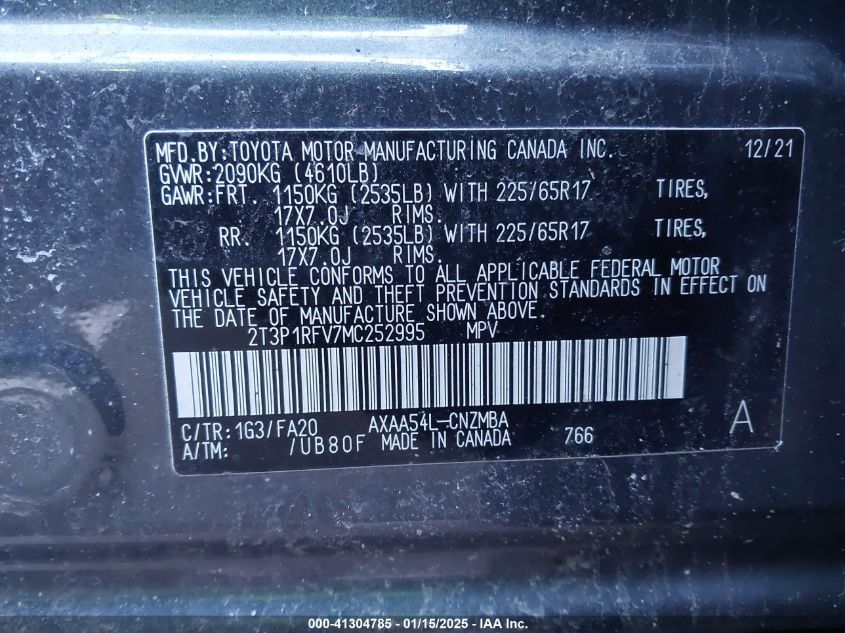 MFD.BY:TOYOTA MOTOR MANUFACTURING CANADA INC. 12/21
GVWR:2090KG (4610LB)
GAWR:FRT. 1150KG (2535LB) WITH 225/65R17 TIRES,
17X7.0J RIMS.
RR. 1150KG (2535LB) WITH 225/65R17 TIRES,
17X7.0J RIMS.
THIS VEHICLE CONFORMS TO ALL APPLICABLE FEDERAL MOTOR
VEHICLE SAFETY AND THEFT PREVENTION STANDARDS IN EFFECT ON
THE DATE OF MANUFACTURE SHOWN ABOVE.
2T3P1RFV7MC252995 MPV
C/TR:1G3/FA20 AXAA54L-CNZMBA A
A/TM: /UB80F MADE IN CANADA 766
000-41304785 - 01/15/2025 - IAA Inc.